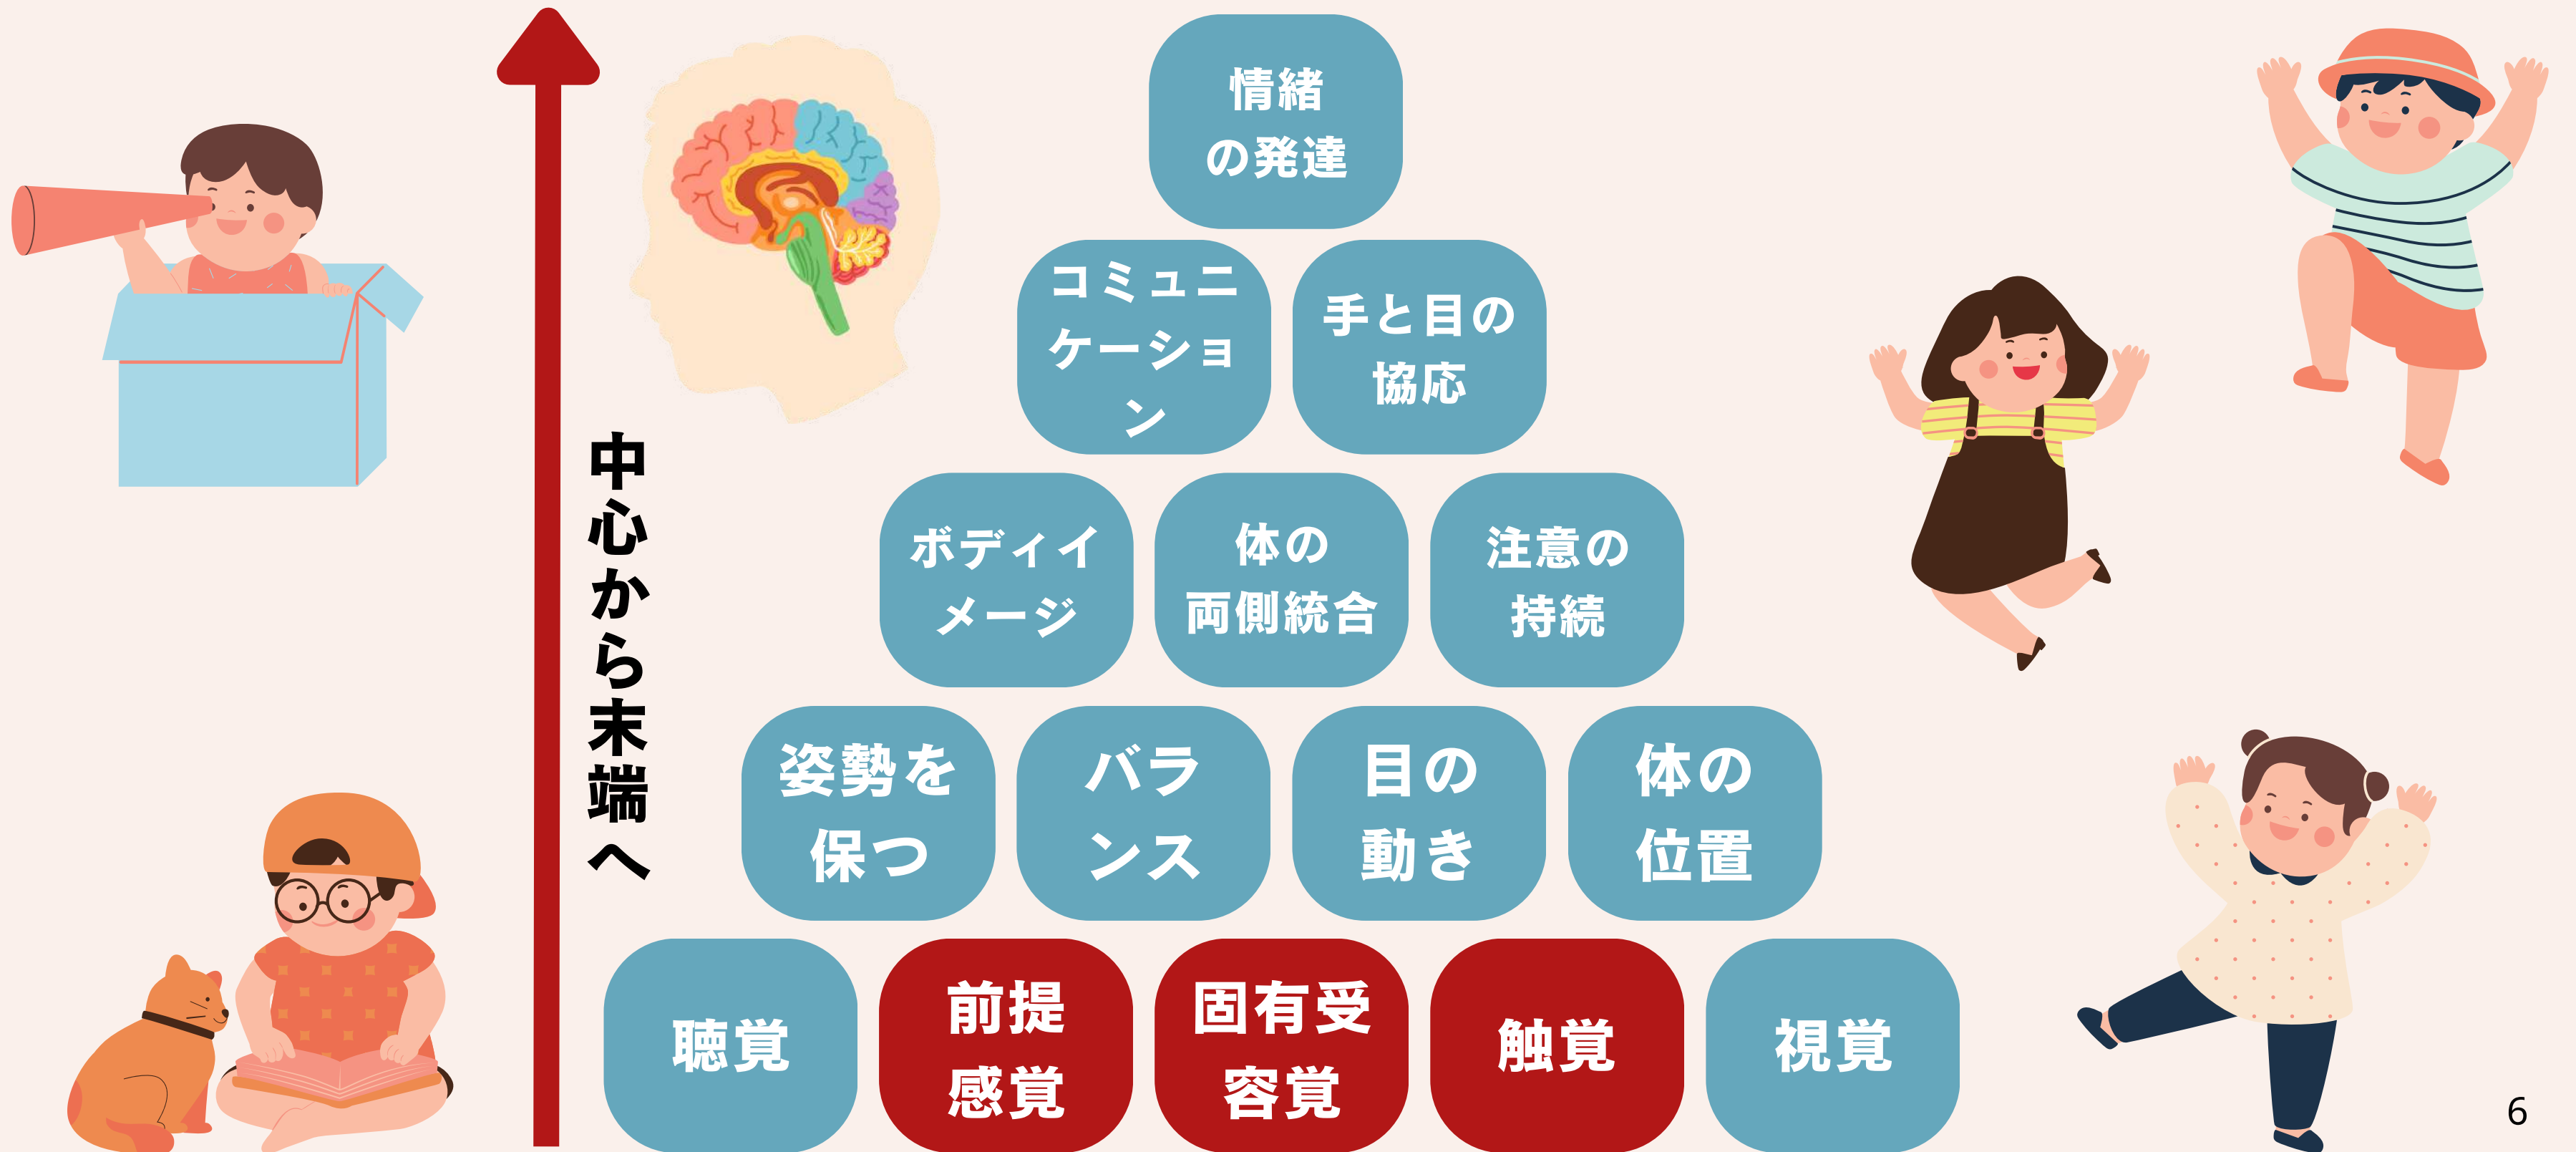 情緒
の発達
コミュニ
ケーショ
ン
手と目の
協応
ボディイ
メージ
体の
両側統合
注意の
持続
中心から末端へ
姿勢を
保つ
バラ
ンス
目の
動き
体の
位置
聴覚
前提
感覚
固有受
容覚
触覚
視覚
6